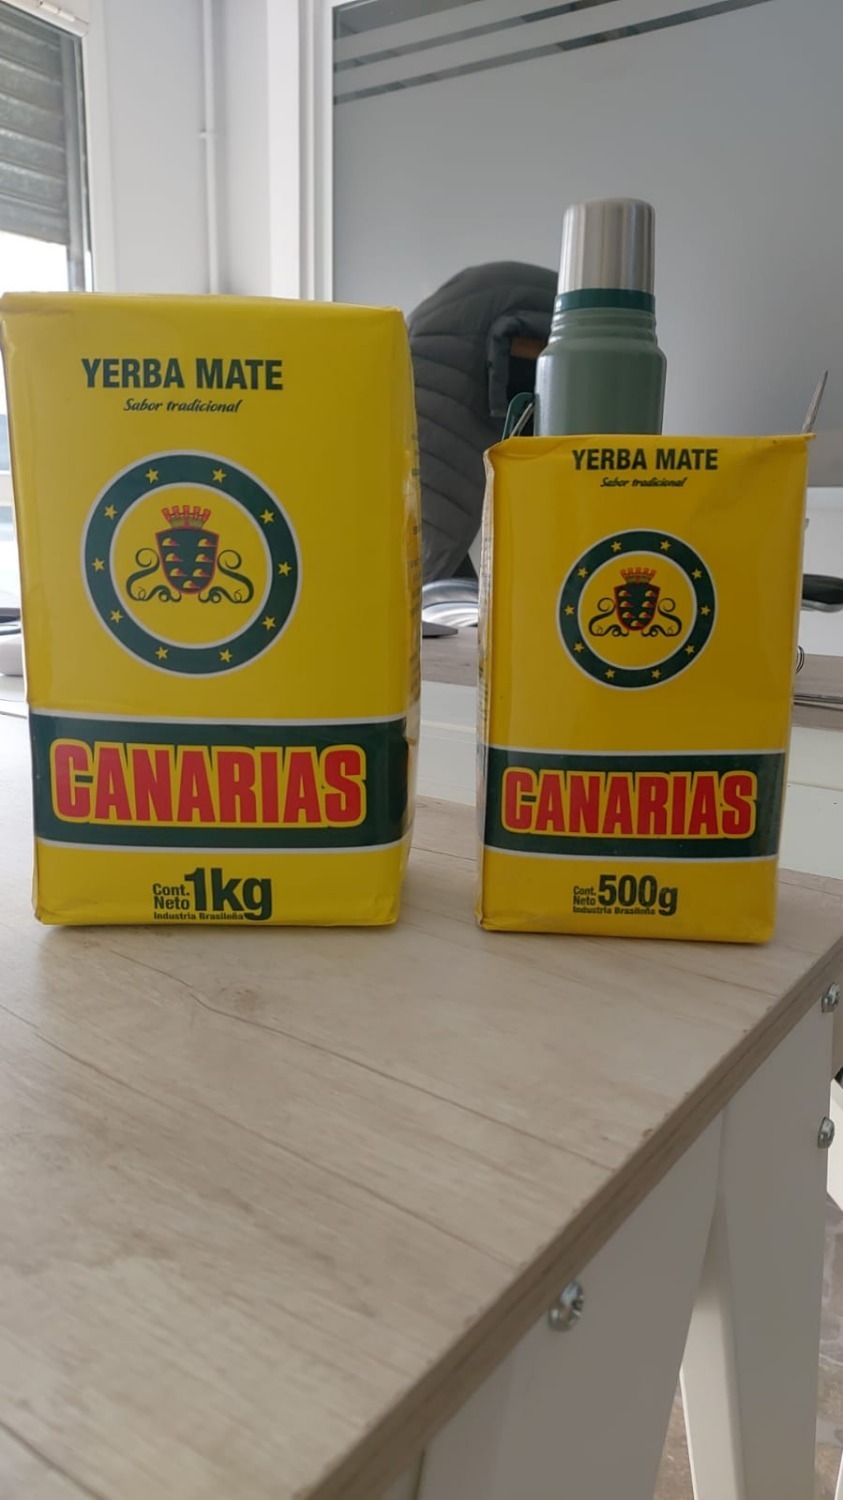 YERBA MATE
Sabor tradicional
CANARIAS
Cont.
Neto 1kg
Industria Brasileña
YERBA MATE
Sabor tradicional
CANARIAS
Cont.
Neto 500g
Industria Brasileña